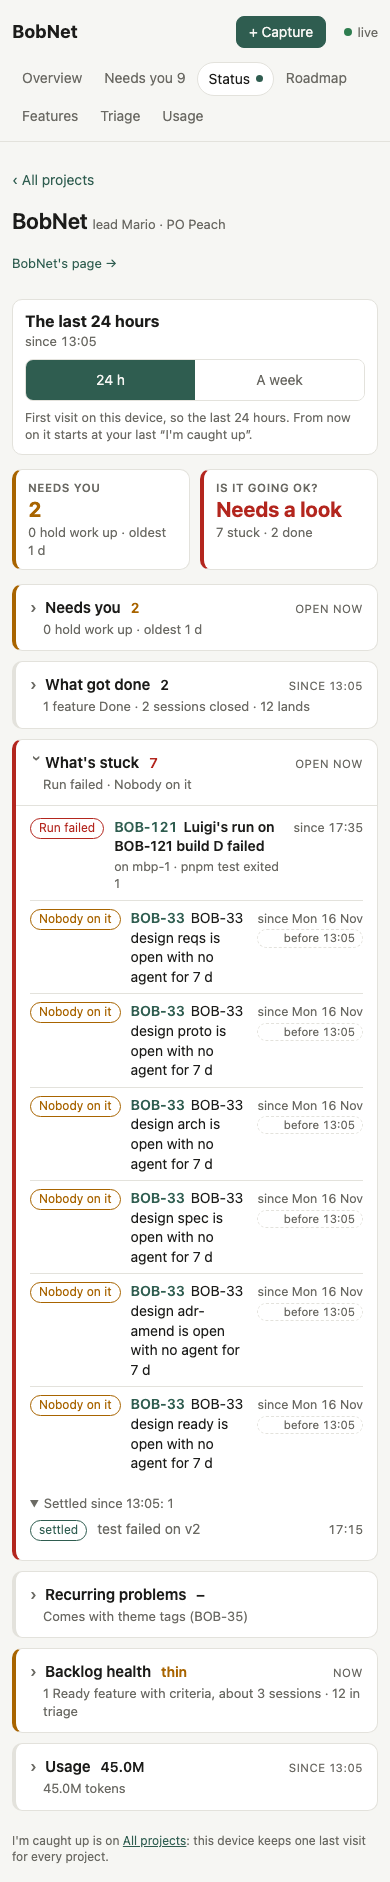 BobNet
+ Capture
live
Overview
Needs you 9
Status
Roadmap
Features
Triage
Usage
‹ All projects
BobNet lead Mario · PO Peach
BobNet's page →
The last 24 hours
since 13:05
24 h
A week
First visit on this device, so the last 24 hours. From now
on it starts at your last "I'm caught up".
NEEDS YOU
2
0 hold work up · oldest
1 d
IS IT GOING OK?
Needs a look
7 stuck · 2 done
› Needs you 2
OPEN NOW
0 hold work up · oldest 1 d
› What got done 2
SINCE 13:05
1 feature Done · 2 sessions closed · 12 lands
› What's stuck 7
OPEN NOW
Run failed · Nobody on it
Run failed
BOB-121 Luigi's run on
BOB-121 build D failed
on mbp-1 · pnpm test exited
1
since 17:35
Nobody on it
BOB-33 BOB-33
design reqs is
open with no
agent for 7 d
since Mon 16 Nov
before 13:05
Nobody on it
BOB-33 BOB-33
design proto is
open with no
agent for 7 d
since Mon 16 Nov
before 13:05
Nobody on it
BOB-33 BOB-33
design arch is
open with no
agent for 7 d
since Mon 16 Nov
before 13:05
Nobody on it
BOB-33 BOB-33
design spec is
open with no
agent for 7 d
since Mon 16 Nov
before 13:05
Nobody on it
BOB-33 BOB-33
design adr-
amend is open
with no agent for
7 d
since Mon 16 Nov
before 13:05
Nobody on it
BOB-33 BOB-33
design ready is
open with no
agent for 7 d
since Mon 16 Nov
before 13:05
▼ Settled since 13:05: 1
settled
test failed on v2
17:15
› Recurring problems –
Comes with theme tags (BOB-35)
› Backlog health thin
NOW
1 Ready feature with criteria, about 3 sessions · 12 in
triage
› Usage 45.0M
SINCE 13:05
45.0M tokens
I'm caught up is on All projects: this device keeps one last visit
for every project.